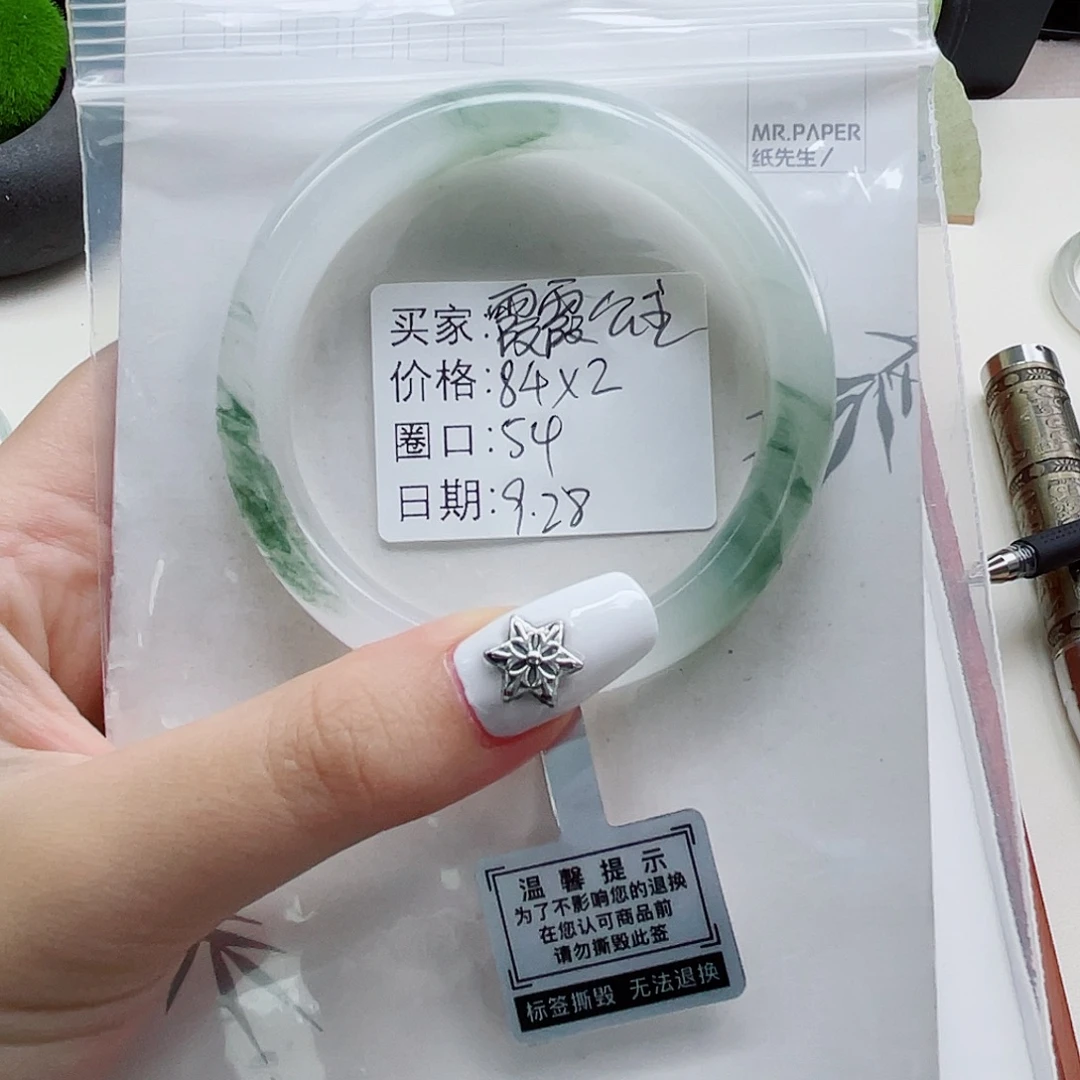 MR.PAPER
纸先生/
买家:霞霞公主
价格:84x2
圈口:54
日期:9.28
温馨提示
为了不影响您的退换
在您认可商品前
请勿撕毁此签
标签撕毁 无法退换